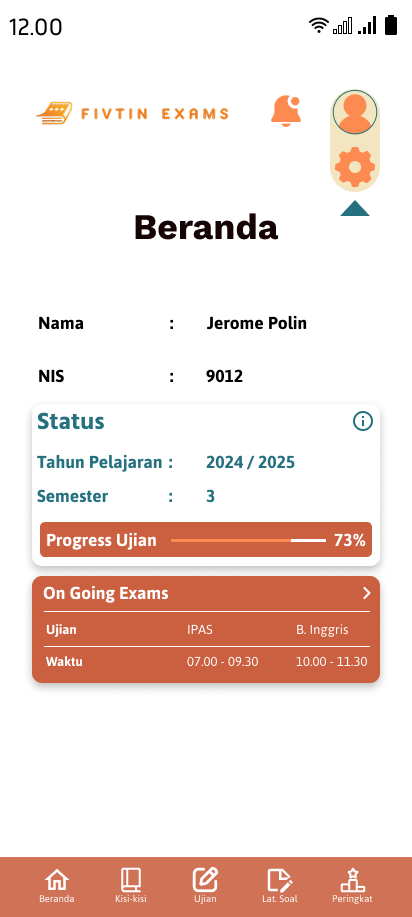 12.00
FIVTIN EXAMS
Beranda
Nama : Jerome Polin
NIS : 9012
Status
Tahun Pelajaran : 2024 / 2025
Semester : 3
Progress Ujian 73%
On Going Exams
Ujian IPAS B. Inggris
Waktu 07.00 - 09.30 10.00 - 11.30
Beranda Kisi-kisi Ujian Lat. Soal Peringkat